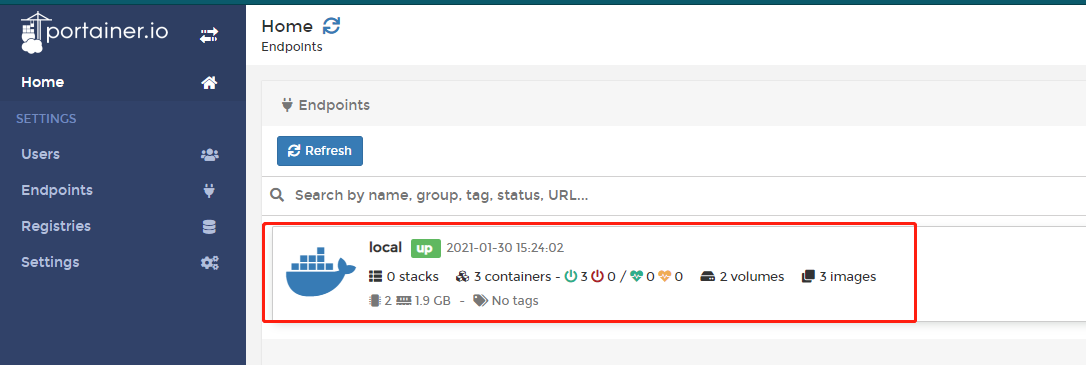 portainer.io
Home
SETTINGS
Users
Endpoints
Registries
Settings
Home
Endpoints
Endpoints
Refresh
Search by name, group, tag, status, URL...
local up 2021-01-30 15:24:02
0 stacks 3 containers - 3 0 / 0 0 2 volumes 3 images
2 1.9 GB - No tags